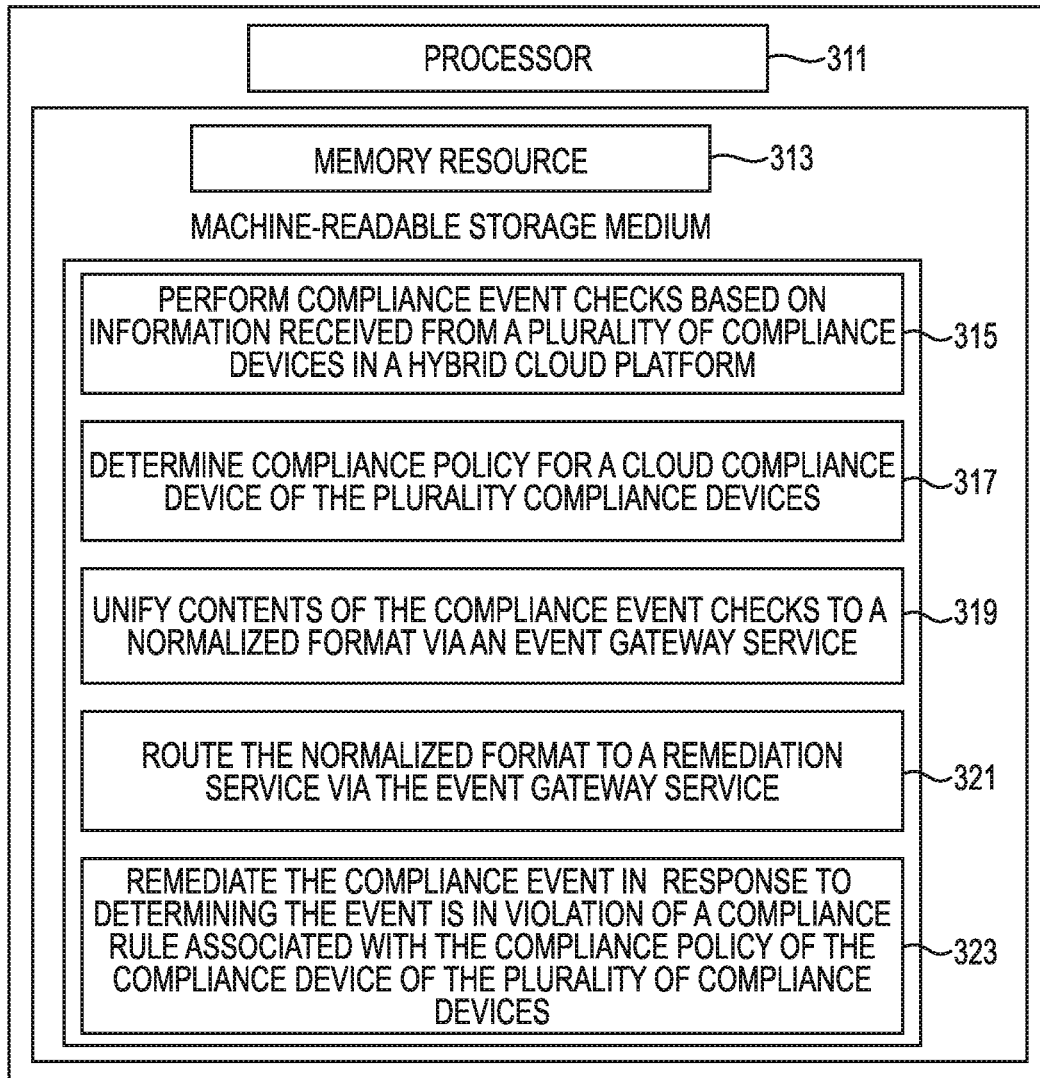 PROCESSOR
311
MEMORY RESOURCE
313
MACHINE-READABLE STORAGE MEDIUM
PERFORM COMPLIANCE EVENT CHECKS BASED ON
INFORMATION RECEIVED FROM A PLURALITY OF COMPLIANCE
DEVICES IN A HYBRID CLOUD PLATFORM
315
DETERMINE COMPLIANCE POLICY FOR A CLOUD COMPLIANCE
DEVICE OF THE PLURALITY COMPLIANCE DEVICES
317
UNIFY CONTENTS OF THE COMPLIANCE EVENT CHECKS TO A
NORMALIZED FORMAT VIA AN EVENT GATEWAY SERVICE
319
ROUTE THE NORMALIZED FORMAT TO A REMEDIATION
SERVICE VIA THE EVENT GATEWAY SERVICE
321
REMEDIATE THE COMPLIANCE EVENT IN RESPONSE TO
DETERMINING THE EVENT IS IN VIOLATION OF A COMPLIANCE
RULE ASSOCIATED WITH THE COMPLIANCE POLICY OF THE
COMPLIANCE DEVICE OF THE PLURALITY OF COMPLIANCE
DEVICES
323